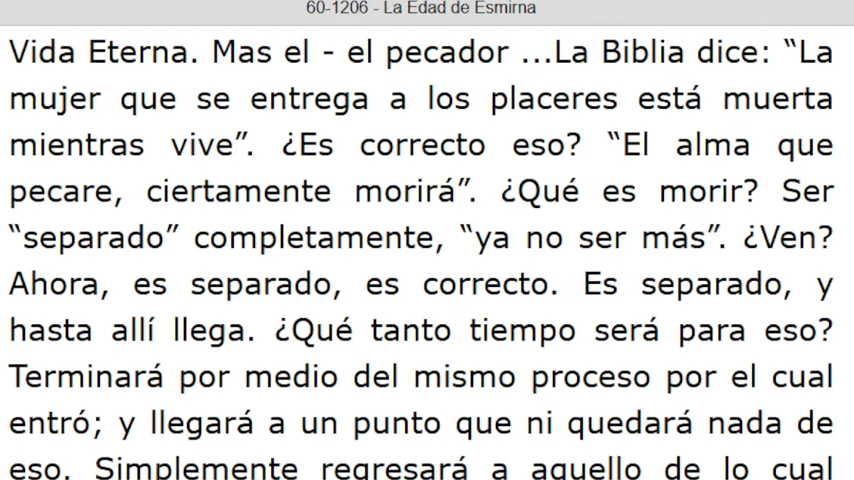 60-1206 - La Edad de Esmirna
Vida Eterna. Mas el - el pecador ...La Biblia dice: “La
mujer que se entrega a los placeres está muerta
mientras vive”. ¿Es correcto eso? “El alma que
pecare, ciertamente morirá”. ¿Qué es morir? Ser
“separado” completamente, “ya no ser más”. ¿Ven?
Ahora, es separado, es correcto. Es separado, y
hasta allí llega. ¿Qué tanto tiempo será para eso?
Terminará por medio del mismo proceso por el cual
entró; y llegará a un punto que ni quedará nada de
eso. Simplemente regresará a aquello de lo cual